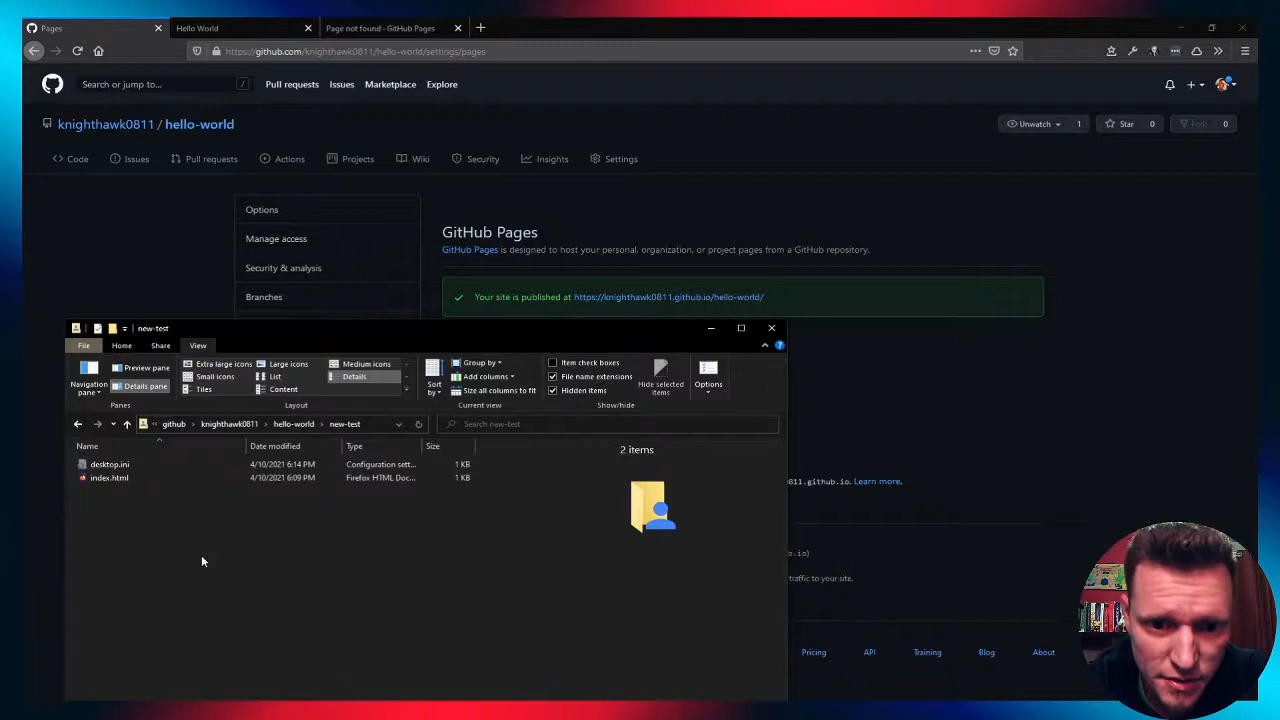 Pages
Hello World
Page not found · GitHub Pages
https://github.com/knighthawk0811/hello-world/settings/pages
Search or jump to...
/
Pull requests
Issues
Marketplace
Explore
knighthawk0811 / hello-world
Unwatch
1
Star
0
Fork
0
Code
Issues
Pull requests
Actions
Projects
Wiki
Security
Insights
Settings
Options
Manage access
Security & analysis
Branches
GitHub Pages
GitHub Pages is designed to host your personal, organization, or project pages from a GitHub repository.
Your site is published at https://knighthawk0811.github.io/hello-world/
new-test
File
Home
Share
View
Navigation pane
Preview pane
Details pane
Panes
Extra large icons
Large icons
Medium icons
Small icons
List
Details
Tiles
Content
Layout
Sort by
Group by
Add columns
Size all columns to fit
Current view
Item check boxes
File name extensions
Hidden items
Hide selected items
Show/hide
Options
github
knighthawk0811
hello-world
new-test
Search new-test
Name
Date modified
Type
Size
desktop.ini
4/10/2021 6:14 PM
Configuration sett...
1 KB
index.html
4/10/2021 6:09 PM
Firefox HTML Doc...
1 KB
2 items
811.github.io. Learn more.
b.io)
traffic to your site.
Pricing
API
Training
Blog
About